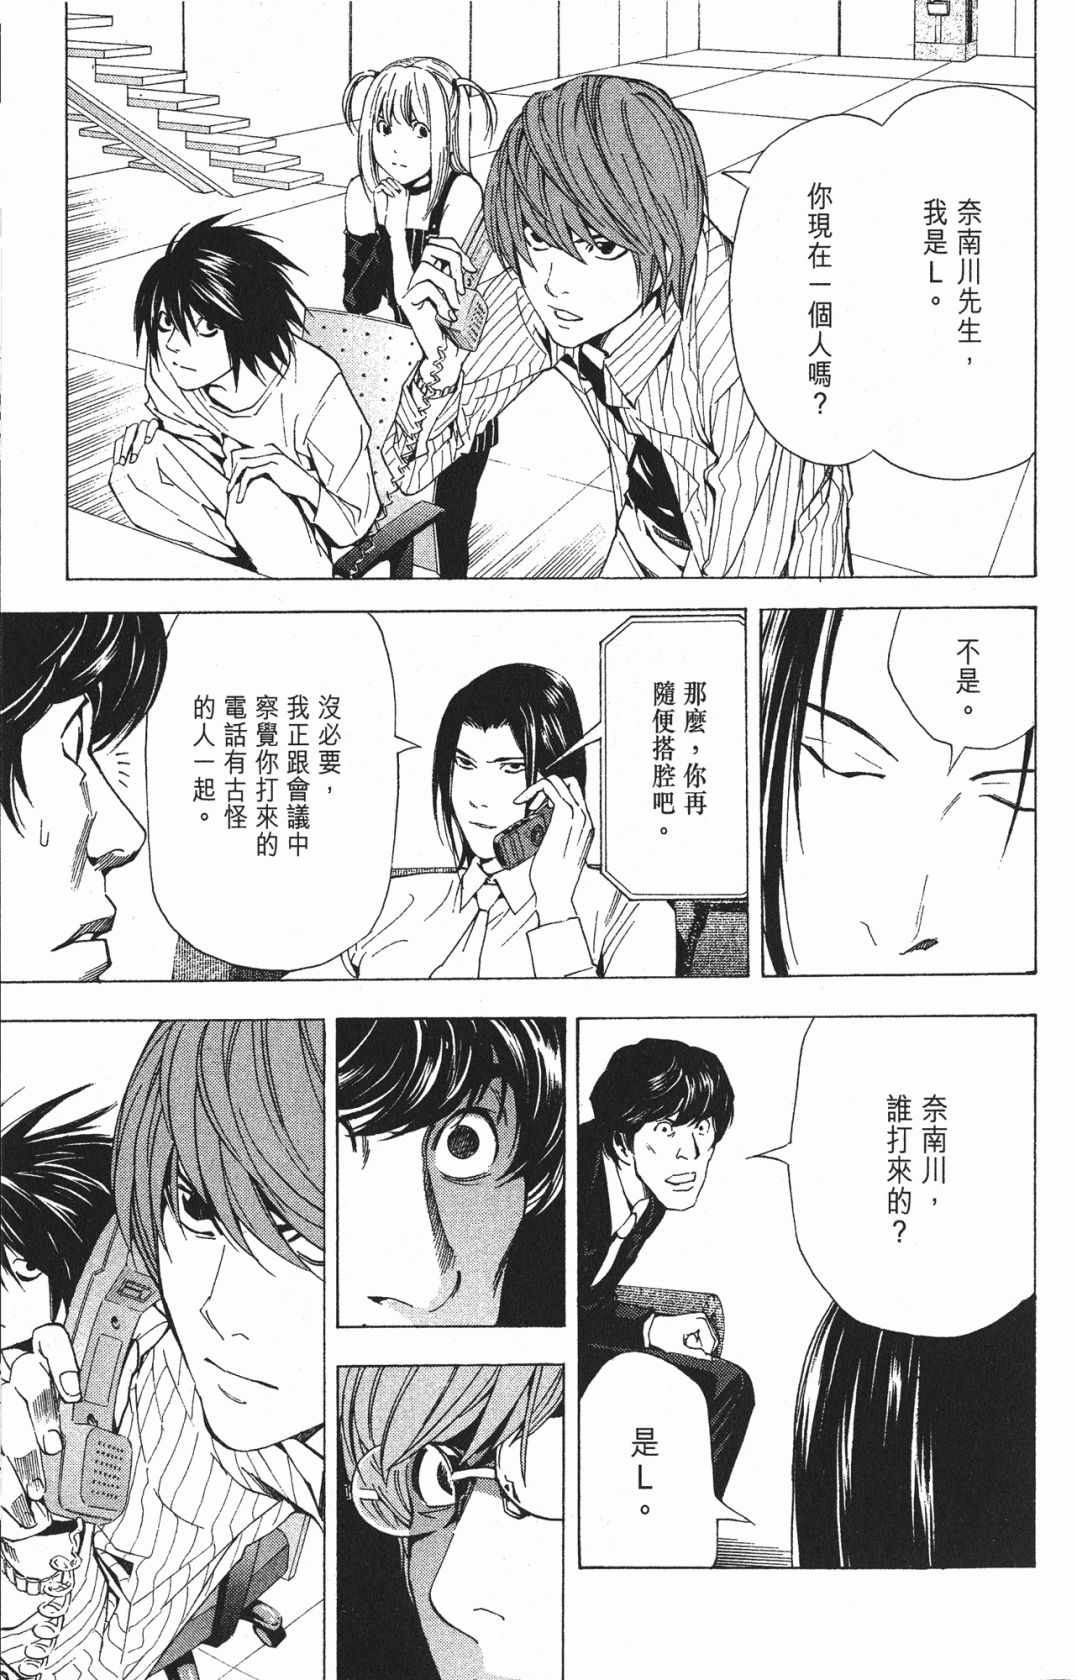 奈南川先生，
我是L。
你現在一個人嗎？
不是。
那麼，你再
隨便搭腔吧。
沒必要，
我正跟會議中
察覺你打來的
電話有古怪
的人一起。
奈南川，
誰打來的？
是L。